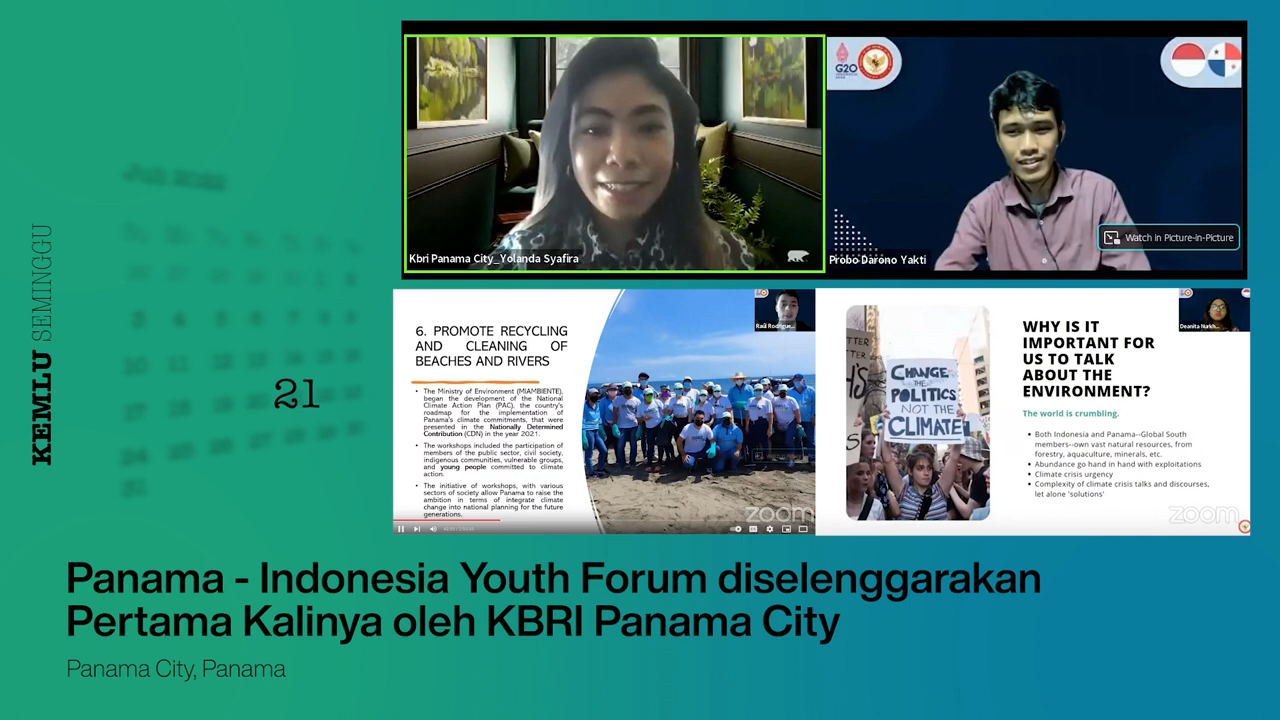 KEMLU SEMINGGU
21
G20
Kbri Panama City_Yolanda Syafira
Probo Darono Yakti
Watch in Picture-in-Picture
6. PROMOTE RECYCLING
AND CLEANING OF
BEACHES AND RIVERS
• The Ministry of Environment (MIAMBIENTE),
began the development of the National
Climate Action Plan (PAC), the country's
roadmap for the implementation of
Panama's climate commitments, that were
presented in the Nationally Determined
Contribution (CDN) in the year 2021.
• The workshops included the participation of
members of the public sector, civil society,
indigenous communities, vulnerable groups,
and young people committed to climate
action.
• The initiative of workshops, with various
sectors of society allow Panama to raise the
ambition in terms of integrate climate
change into national planning for the future
generations.
Raúl Rodrigue...
zoom
CHANGE
THE
POLITICS
NOT THE
CLIMATE
WHY IS IT
IMPORTANT FOR
US TO TALK
ABOUT THE
ENVIRONMENT?
The world is crumbling.
• Both Indonesia and Panama--Global South
members--own vast natural resources, from
forestry, aquaculture, minerals, etc.
• Abundance go hand in hand with exploitations
• Climate crisis urgency
• Complexity of climate crisis talks and discourses,
let alone 'solutions'
Deanita Nurkh...
zoom
Panama - Indonesia Youth Forum diselenggarakan
Pertama Kalinya oleh KBRI Panama City
Panama City, Panama